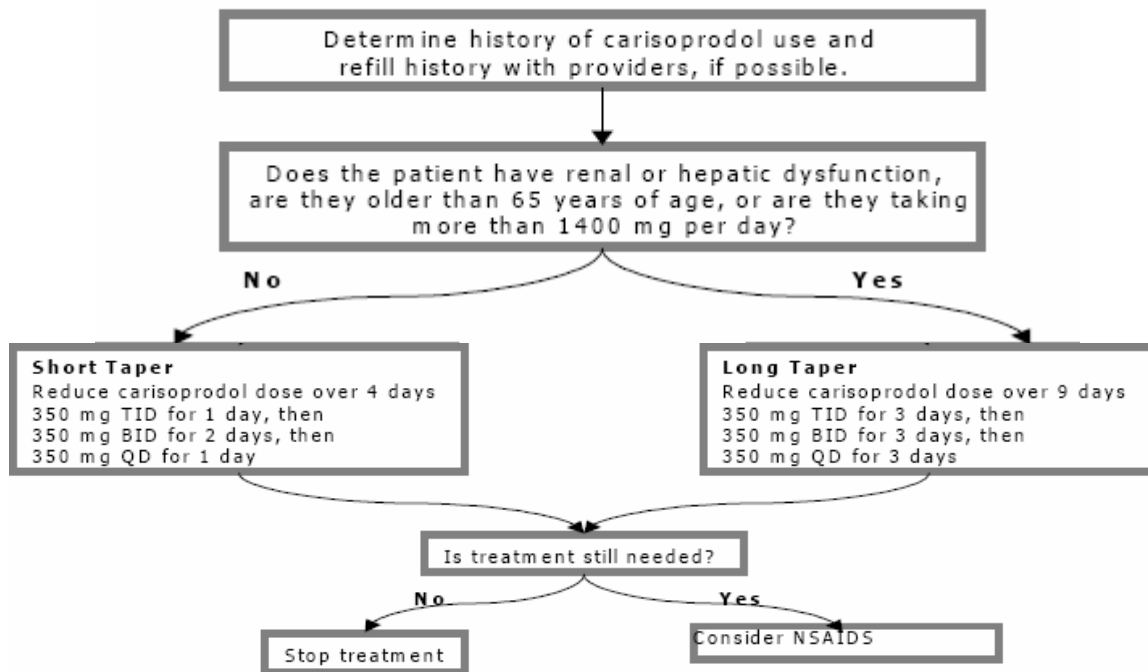 Determine history of carisoprodol use and
refill history with providers, if possible.
Does the patient have renal or hepatic dysfunction,
are they older than 65 years of age, or are they taking
more than 1400 mg per day?
No
Yes
Short Taper
Reduce carisoprodol dose over 4 days
350 mg TID for 1 day, then
350 mg BID for 2 days, then
350 mg QD for 1 day
Long Taper
Reduce carisoprodol dose over 9 days
350 mg TID for 3 days, then
350 mg BID for 3 days, then
350 mg QD for 3 days
Is treatment still needed?
No
Yes
Stop treatment
Consider NSAIDS